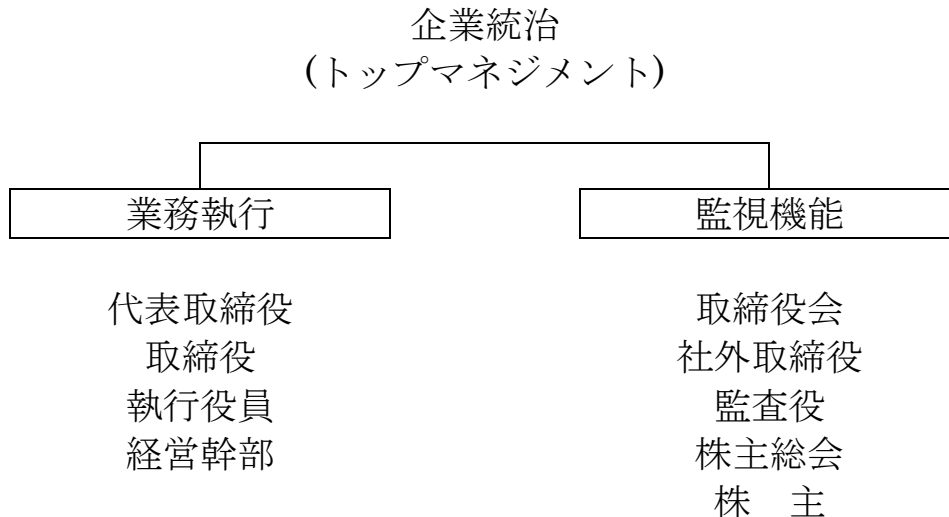 企業統治
(トップマネジメント)
業務執行
監視機能
代表取締役
取締役
執行役員
経営幹部
取締役会
社外取締役
監査役
株主総会
株　主